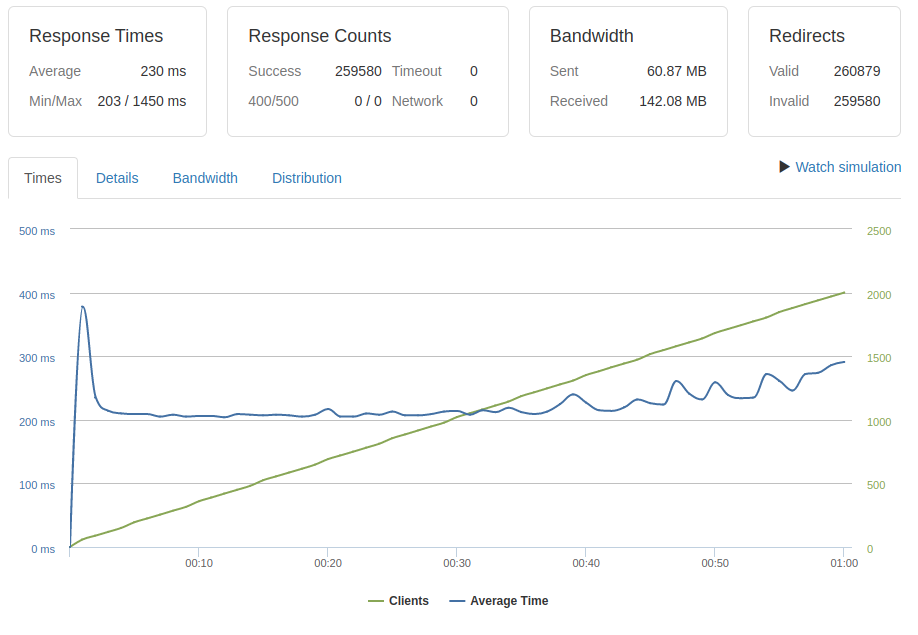 Response Times
Average 230 ms
Min/Max 203 / 1450 ms
Response Counts
Success 259580 Timeout 0
400/500 0 / 0 Network 0
Bandwidth
Sent 60.87 MB
Received 142.08 MB
Redirects
Valid 260879
Invalid 259580
Times Details Bandwidth Distribution
Watch simulation
500 ms 2500
400 ms 2000
300 ms 1500
200 ms 1000
100 ms 500
0 ms 0
00:10 00:20 00:30 00:40 00:50 01:00
Clients Average Time